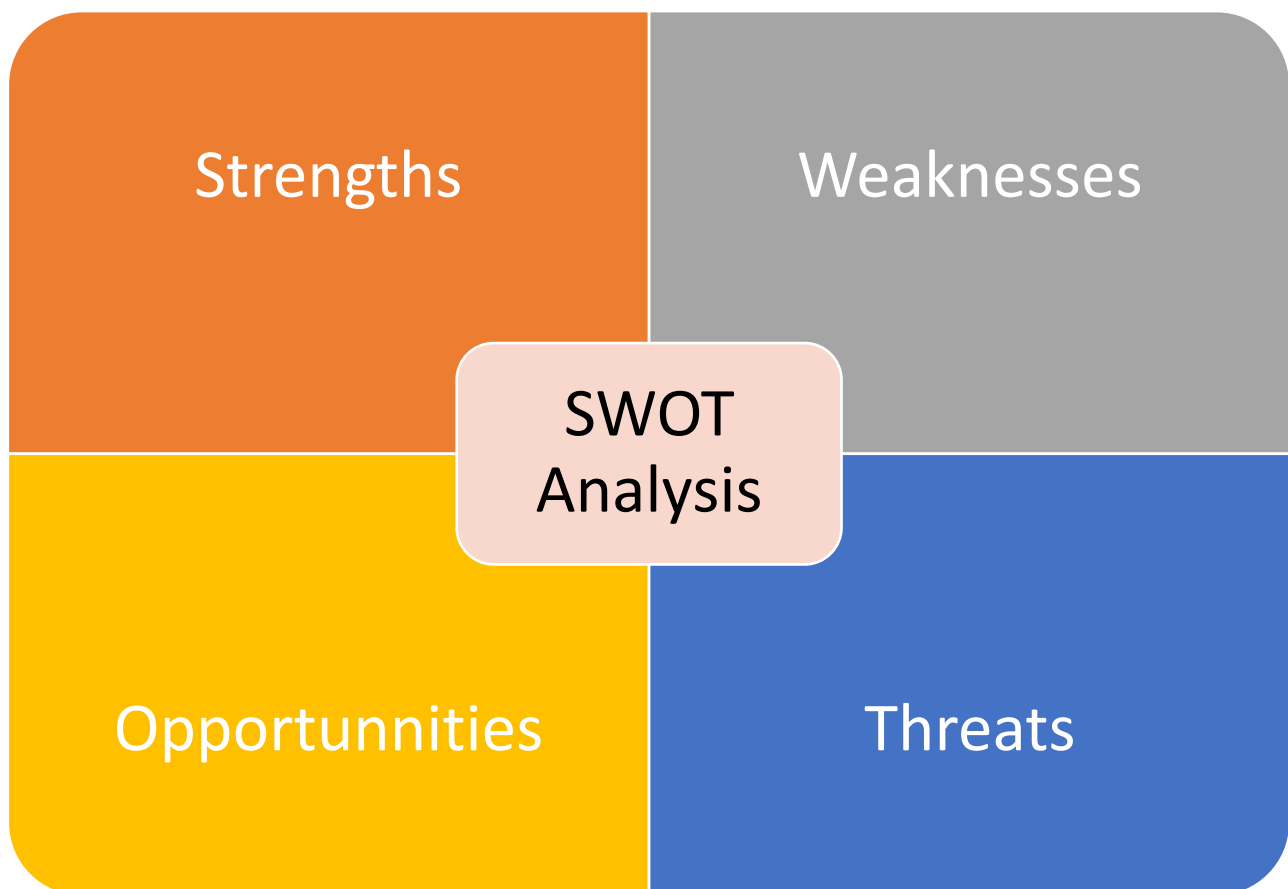 Strengths
Weaknesses
SWOT
Analysis
Opportunnities
Threats